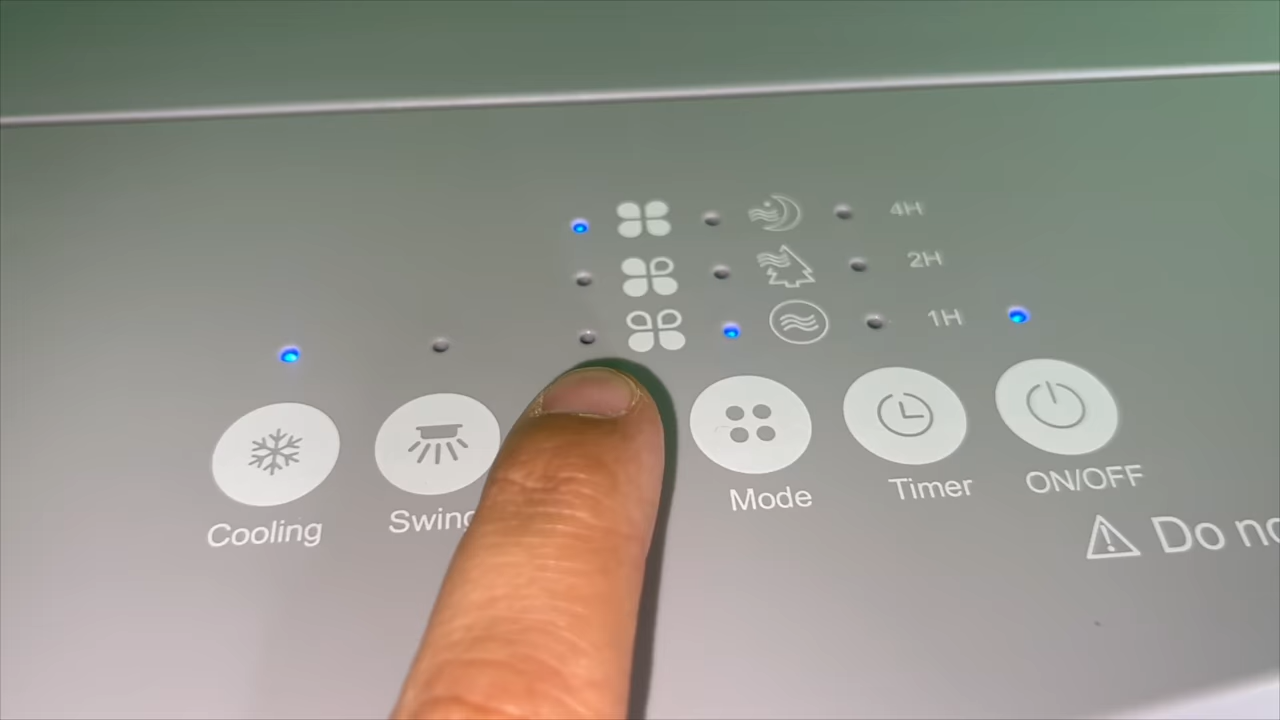 4H
2H
1H
Cooling
Swing
Mode
Timer
ON/OFF
Do no